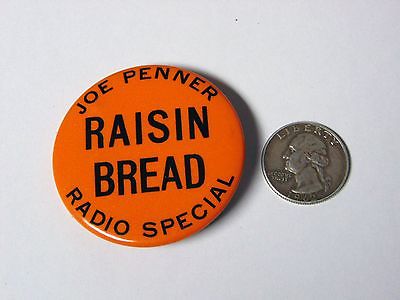 JOE PENNER
RAISIN
BREAD
RADIO SPECIAL
LIBERTY